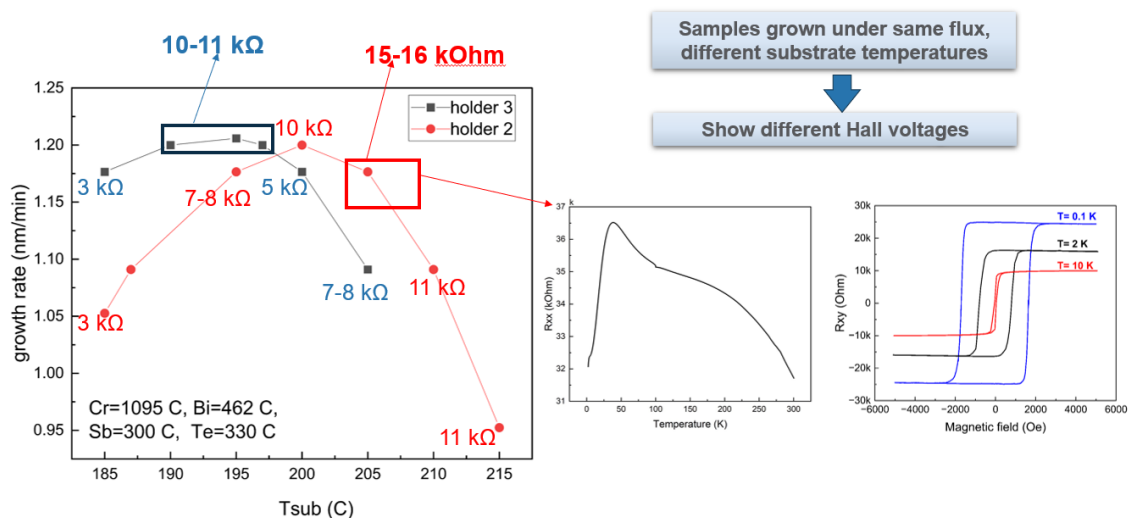 10-11 kΩ
15-16 kOhm
Samples grown under same flux,
different substrate temperatures
Show different Hall voltages
growth rate (nm/min)
1.25
1.20
1.15
1.10
1.05
1.00
0.95
holder 3
holder 2
10 kΩ
3 kΩ
7-8 kΩ
5 kΩ
11 kΩ
7-8 kΩ
3 kΩ
11 kΩ
Cr=1095 C, Bi=462 C,
Sb=300 C, Te=330 C
185 190 195 200 205 210 215
Tsub (C)
Rxx (kOhm)
k
37
36
35
34
33
32
31
0 50 100 150 200 250 300
Temperature (K)
Rxy (Ohm)
30k
20k
10k
0
−10k
−20k
−30k
T= 0.1 K
T= 2 K
T= 10 K
−6000 −4000 −2000 0 2000 4000 6000
Magnetic field (Oe)